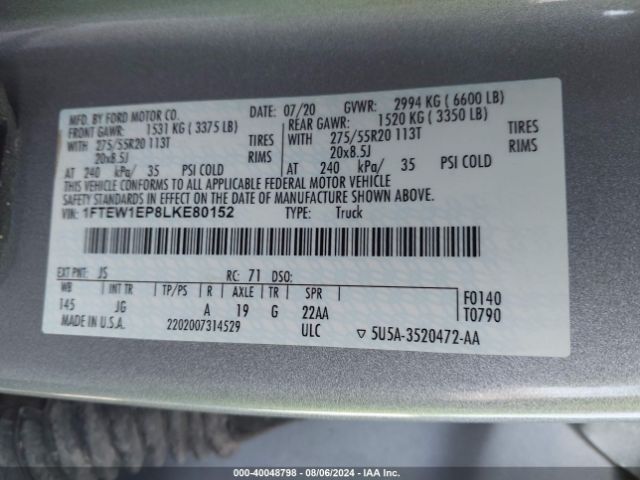 MFD. BY FORD MOTOR CO. DATE: 07/20 GVWR: 2994 KG (6600 LB)
FRONT GAWR: 1531 KG (3375 LB) REAR GAWR: 1520 KG (3350 LB)
WITH 275/55R20 113T TIRES WITH 275/55R20 113T TIRES
20x8.5J RIMS 20x8.5J RIMS
AT 240 kPa/ 35 PSI COLD AT 240 kPa/ 35 PSI COLD
THIS VEHICLE CONFORMS TO ALL APPLICABLE FEDERAL MOTOR VEHICLE
SAFETY STANDARDS IN EFFECT ON THE DATE OF MANUFACTURE SHOWN ABOVE.
VIN: 1FTEW1EP8LKE80152 TYPE: Truck
EXT PNT: JS RC: 71 DSO:
WB INT TR TP/PS R AXLE TR SPR F0140
145 JG A 19 G 22AA T0790
MADE IN U.S.A. 2202007314529 ULC ▽ 5U5A-3520472-AA
000-40048798 - 08/06/2024 - IAA Inc.